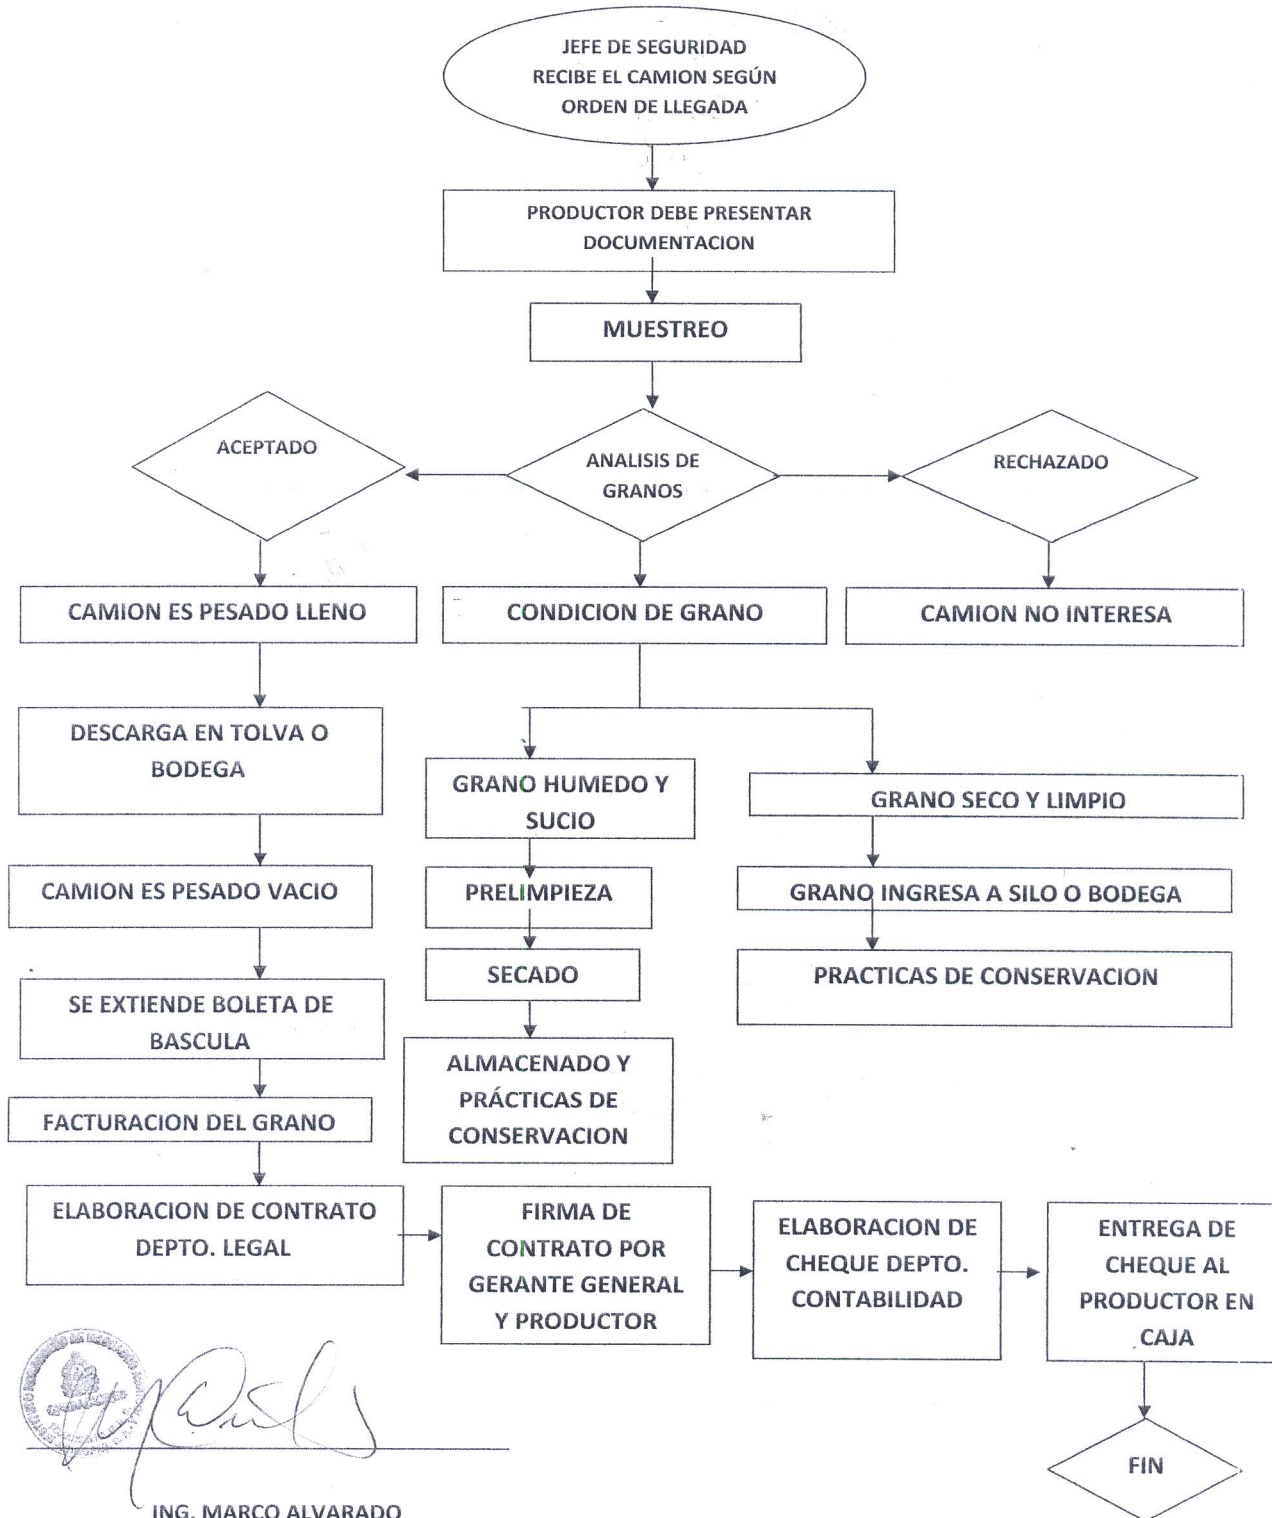 JEFE DE SEGURIDAD
RECIBE EL CAMION SEGÚN
ORDEN DE LLEGADA
PRODUCTOR DEBE PRESENTAR
DOCUMENTACION
MUESTREO
ACEPTADO
ANALISIS DE
GRANOS
RECHAZADO
CAMION ES PESADO LLENO
CONDICION DE GRANO
CAMION NO INTERESA
DESCARGA EN TOLVA O
BODEGA
GRANO HUMEDO Y
SUCIO
GRANO SECO Y LIMPIO
CAMION ES PESADO VACIO
PRELIMPIEZA
GRANO INGRESA A SILO O BODEGA
SECADO
PRACTICAS DE CONSERVACION
SE EXTIENDE BOLETA DE
BASCULA
ALMACENADO Y
PRÁCTICAS DE
CONSERVACION
FACTURACION DEL GRANO
ELABORACION DE CONTRATO
DEPTO. LEGAL
FIRMA DE
CONTRATO POR
GERANTE GENERAL
Y PRODUCTOR
ELABORACION DE
CHEQUE DEPTO.
CONTABILIDAD
ENTREGA DE
CHEQUE AL
PRODUCTOR EN
CAJA
FIN
ING. MARCO ALVARADO